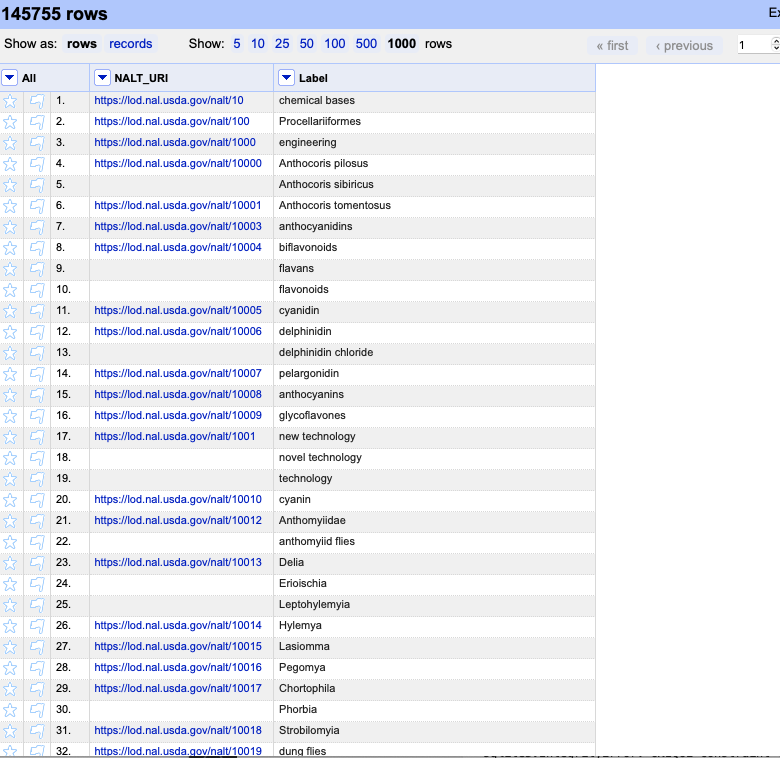 145755 rows Ex
Show as: rows records Show: 5 10 25 50 100 500 1000 rows « first ‹ previous 1
All NALT_URI Label
1. https://lod.nal.usda.gov/nalt/10 chemical bases
2. https://lod.nal.usda.gov/nalt/100 Procellariiformes
3. https://lod.nal.usda.gov/nalt/1000 engineering
4. https://lod.nal.usda.gov/nalt/10000 Anthocoris pilosus
5. Anthocoris sibiricus
6. https://lod.nal.usda.gov/nalt/10001 Anthocoris tomentosus
7. https://lod.nal.usda.gov/nalt/10003 anthocyanidins
8. https://lod.nal.usda.gov/nalt/10004 biflavonoids
9. flavans
10. flavonoids
11. https://lod.nal.usda.gov/nalt/10005 cyanidin
12. https://lod.nal.usda.gov/nalt/10006 delphinidin
13. delphinidin chloride
14. https://lod.nal.usda.gov/nalt/10007 pelargonidin
15. https://lod.nal.usda.gov/nalt/10008 anthocyanins
16. https://lod.nal.usda.gov/nalt/10009 glycoflavones
17. https://lod.nal.usda.gov/nalt/1001 new technology
18. novel technology
19. technology
20. https://lod.nal.usda.gov/nalt/10010 cyanin
21. https://lod.nal.usda.gov/nalt/10012 Anthomyiidae
22. anthomyiid flies
23. https://lod.nal.usda.gov/nalt/10013 Delia
24. Erioischia
25. Leptohylemyia
26. https://lod.nal.usda.gov/nalt/10014 Hylemya
27. https://lod.nal.usda.gov/nalt/10015 Lasiomma
28. https://lod.nal.usda.gov/nalt/10016 Pegomya
29. https://lod.nal.usda.gov/nalt/10017 Chortophila
30. Phorbia
31. https://lod.nal.usda.gov/nalt/10018 Strobilomyia
32. https://lod.nal.usda.gov/nalt/10019 dung flies